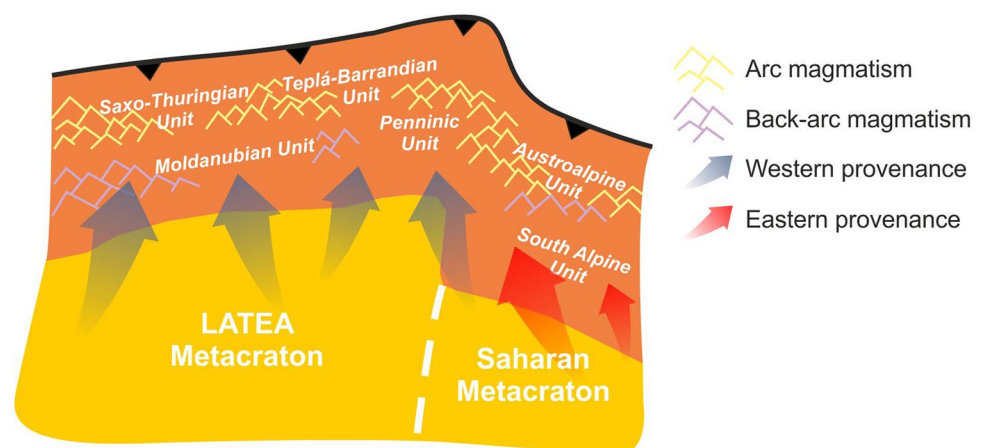 Saxo-Thuringian
Unit
Teplá-Barrandian
Unit
Penninic
Unit
Moldanubian Unit
Austroalpine
Unit
South Alpine
Unit
LATEA
Metacraton
Saharan
Metacraton
Arc magmatism
Back-arc magmatism
Western provenance
Eastern provenance